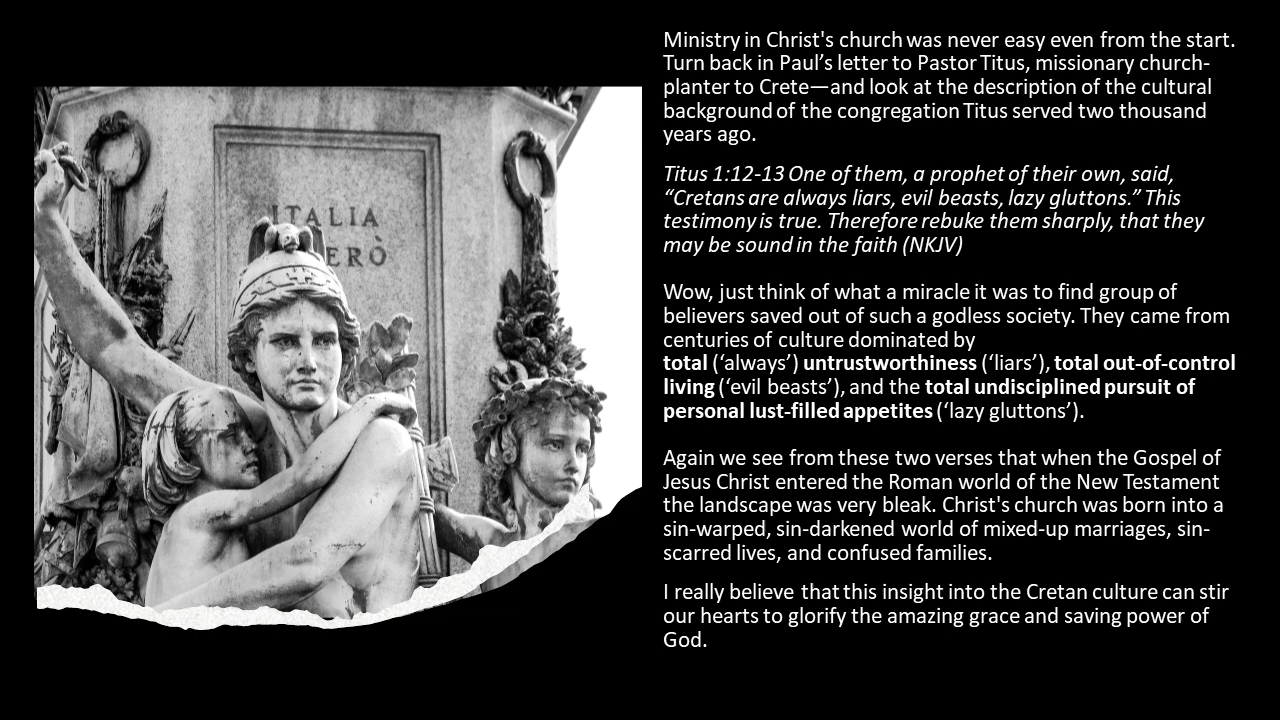 ITALIA
ERÒ
Ministry in Christ's church was never easy even from the start.
Turn back in Paul’s letter to Pastor Titus, missionary church-
planter to Crete—and look at the description of the cultural
background of the congregation Titus served two thousand
years ago.
Titus 1:12-13 One of them, a prophet of their own, said,
“Cretans are always liars, evil beasts, lazy gluttons.” This
testimony is true. Therefore rebuke them sharply, that they
may be sound in the faith (NKJV)
Wow, just think of what a miracle it was to find group of
believers saved out of such a godless society. They came from
centuries of culture dominated by
total (‘always’) untrustworthiness (‘liars’), total out-of-control
living (‘evil beasts’), and the total undisciplined pursuit of
personal lust-filled appetites (‘lazy gluttons’).
Again we see from these two verses that when the Gospel of
Jesus Christ entered the Roman world of the New Testament
the landscape was very bleak. Christ's church was born into a
sin-warped, sin-darkened world of mixed-up marriages, sin-
scarred lives, and confused families.
I really believe that this insight into the Cretan culture can stir
our hearts to glorify the amazing grace and saving power of
God.